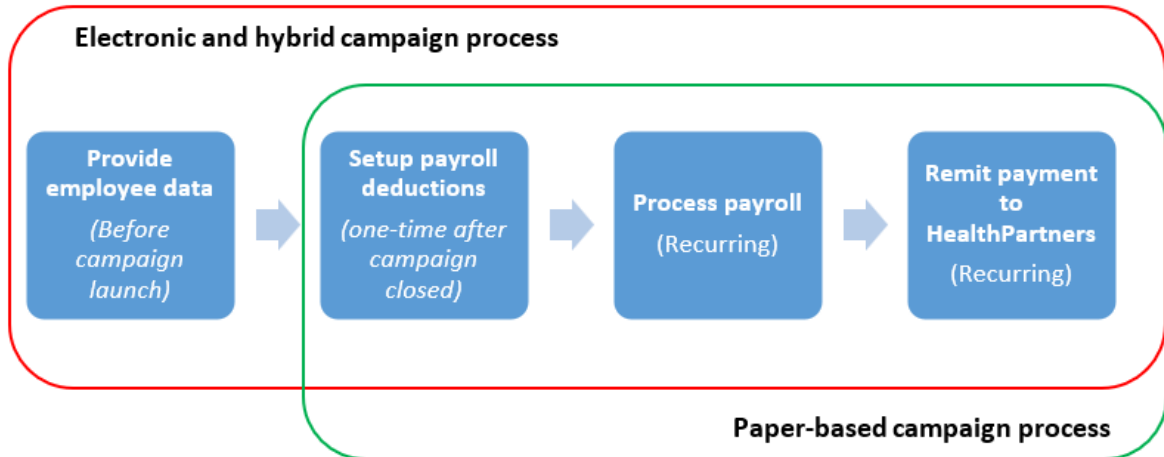 Electronic and hybrid campaign process
Provide
employee data
(Before
campaign
launch)
Setup payroll
deductions
(one-time after
campaign
closed)
Process payroll
(Recurring)
Remit payment
to
HealthPartners
(Recurring)
Paper-based campaign process